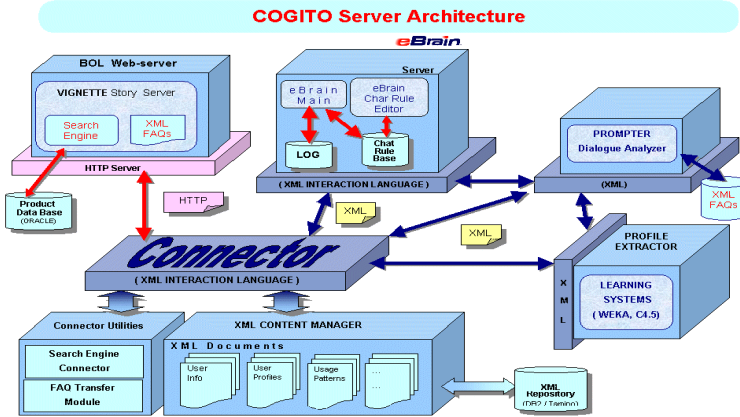 COGITO Server Architecture
eBrain
BOL Web-server
VIGNETTE Story Server
Search
Engine
XML
FAQs
HTTP Server
Product
Data Base
(ORACLE)
HTTP
Server
eBrain
Main
eBrain
Char Rule
Editor
LOG
Chat
Rule
Base
(XML INTERACTION LANGUAGE )
XML
PROMPTER
Dialogue Analyzer
(XML)
XML
FAQs
XML
Connector
( XML INTERACTION LANGUAGE )
PROFILE
EXTRACTOR
XML
LEARNING
SYSTEMS
( WEKA, C4.5)
Connector Utilities
Search Engine
Connector
FAQ Transfer
Module
XML CONTENT MANAGER
XML Documents
User
Info
User
Profiles
Usage
Patterns
...
...
XML
Repository
(DB2 / Tamino)